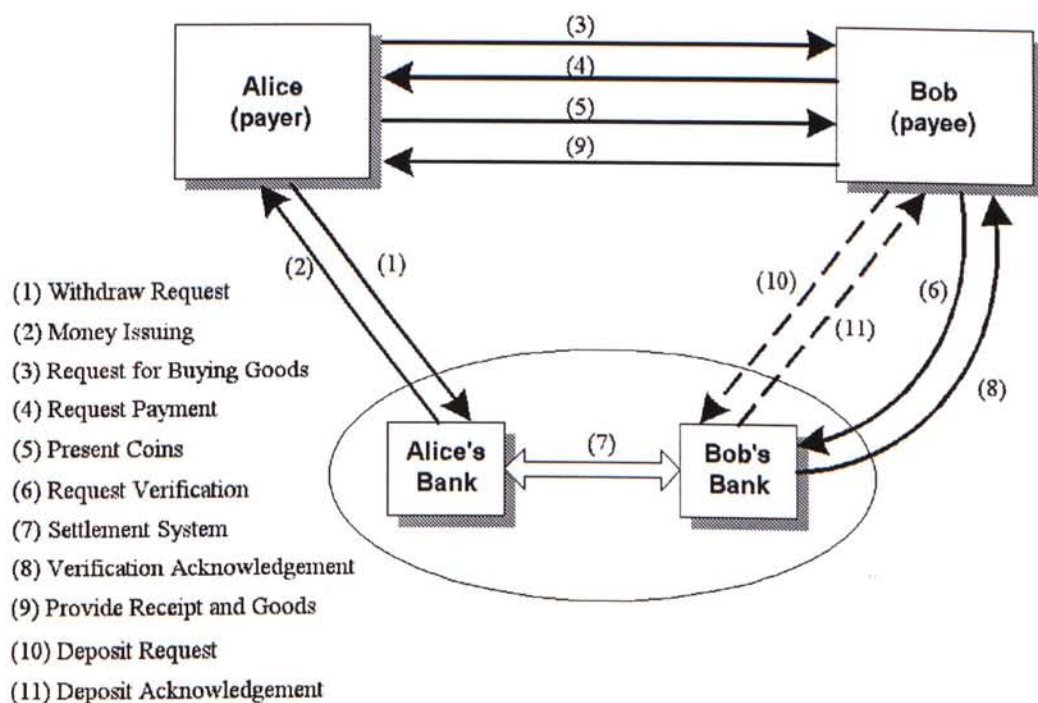 (3)
Alice
(payer)
(4)
Bob
(payee)
(5)
(9)
(2)
(1)
(10)
(6)
(11)
(8)
(1) Withdraw Request
(2) Money Issuing
(3) Request for Buying Goods
(4) Request Payment
(5) Present Coins
(6) Request Verification
(7) Settlement System
(8) Verification Acknowledgement
(9) Provide Receipt and Goods
(10) Deposit Request
(11) Deposit Acknowledgement
Alice's
Bank
(7)
Bob's
Bank